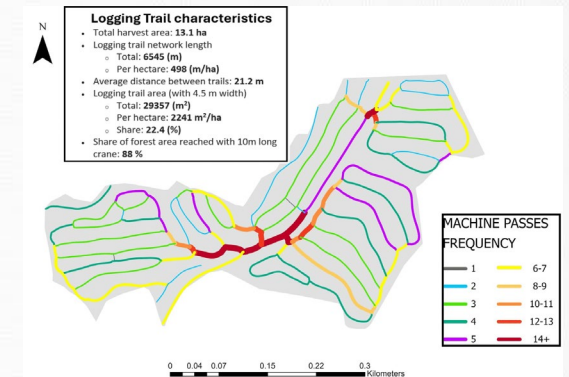 Logging Trail characteristics
• Total harvest area: 13.1 ha
• Logging trail network length
o Total: 6545 (m)
o Per hectare: 498 (m/ha)
• Average distance between trails: 21.2 m
• Logging trail area (with 4.5 m width)
o Total: 29357 (m²)
o Per hectare: 2241 m²/ha
o Share: 22.4 (%)
• Share of forest area reached with 10m long
crane: 88 %
N
MACHINE PASSES
FREQUENCY
1 6-7
2 8-9
3 10-11
4 12-13
5 14+
0 0.04 0.07 0.15 0.22 0.3
Kilometers